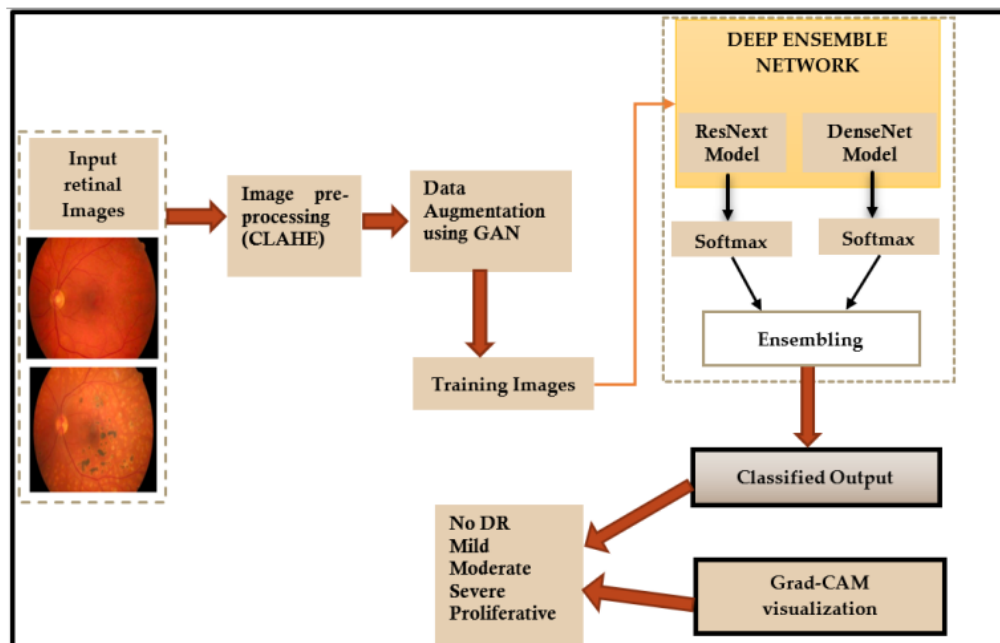 Input
retinal
Images
Image pre-
processing
(CLAHE)
Data
Augmentation
using GAN
Training Images
DEEP ENSEMBLE
NETWORK
ResNext
Model
DenseNet
Model
Softmax
Softmax
Ensembling
Classified Output
No DR
Mild
Moderate
Severe
Proliferative
Grad-CAM
visualization